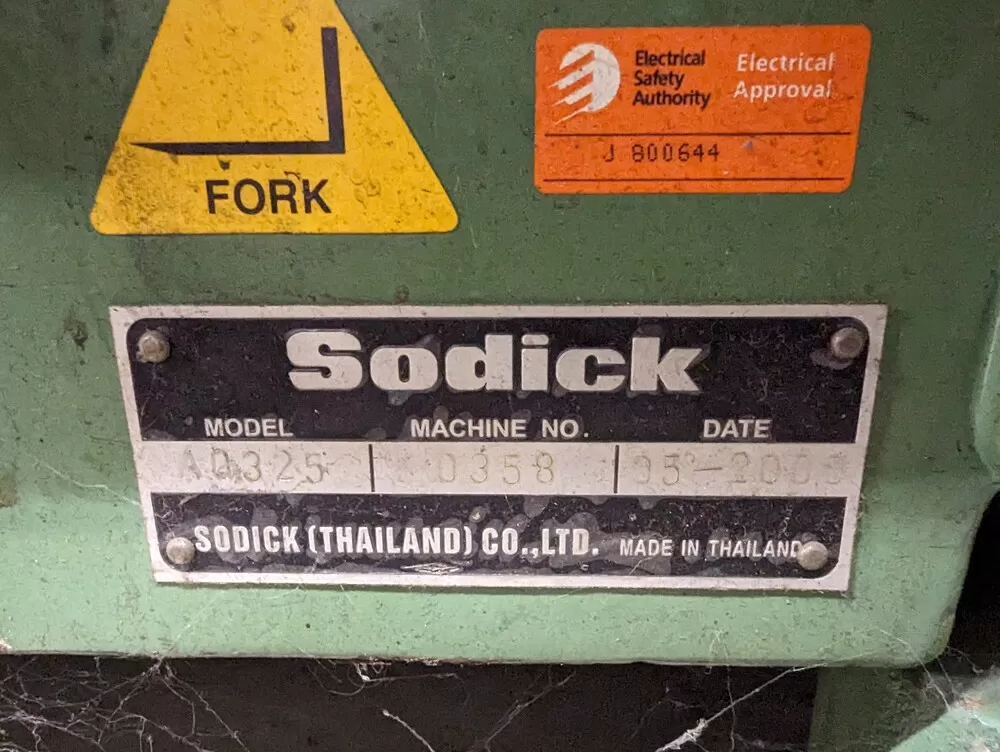 FORK
Electrical
Safety
Authority
Electrical
Approval
J 800644
Sodick
MODEL MACHINE NO. DATE
AQ325 0358
SODICK (THAILAND) CO.,LTD. MADE IN THAILAND